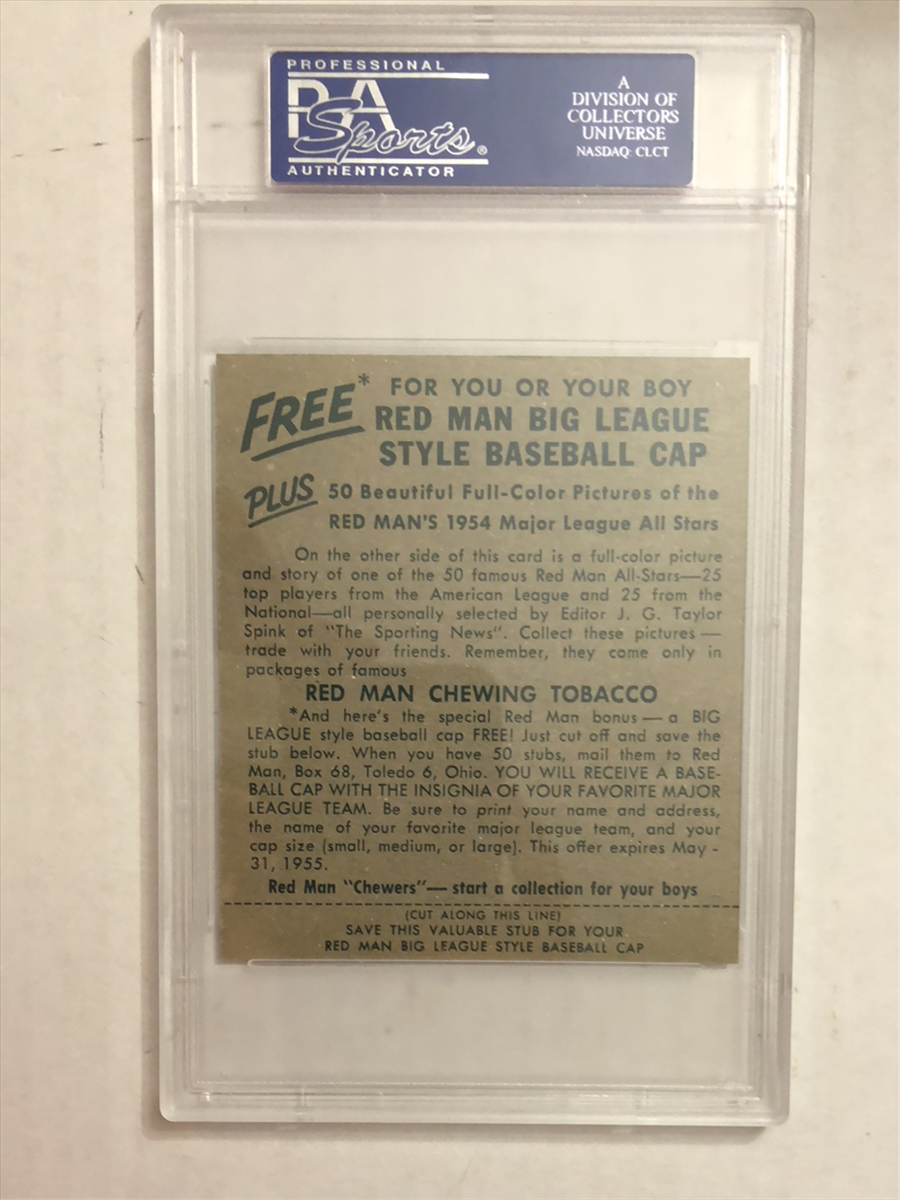 PROFESSIONAL
PSA
Sports®
AUTHENTICATOR
A
DIVISION OF
COLLECTORS
UNIVERSE
NASDAQ: CLCT
FREE* FOR YOU OR YOUR BOY
RED MAN BIG LEAGUE
STYLE BASEBALL CAP
PLUS 50 Beautiful Full-Color Pictures of the
RED MAN'S 1954 Major League All Stars
On the other side of this card is a full-color picture
and story of one of the 50 famous Red Man All-Stars—25
top players from the American League and 25 from the
National—all personally selected by Editor J. G. Taylor
Spink of "The Sporting News". Collect these pictures —
trade with your friends. Remember, they come only in
packages of famous
RED MAN CHEWING TOBACCO
*And here's the special Red Man bonus — a BIG
LEAGUE style baseball cap FREE! Just cut off and save the
stub below. When you have 50 stubs, mail them to Red
Man, Box 68, Toledo 6, Ohio. YOU WILL RECEIVE A BASE-
BALL CAP WITH THE INSIGNIA OF YOUR FAVORITE MAJOR
LEAGUE TEAM. Be sure to print your name and address,
the name of your favorite major league team, and your
cap size (small, medium, or large). This offer expires May -
31, 1955.
Red Man "Chewers"— start a collection for your boys
(CUT ALONG THIS LINE)
SAVE THIS VALUABLE STUB FOR YOUR
RED MAN BIG LEAGUE STYLE BASEBALL CAP